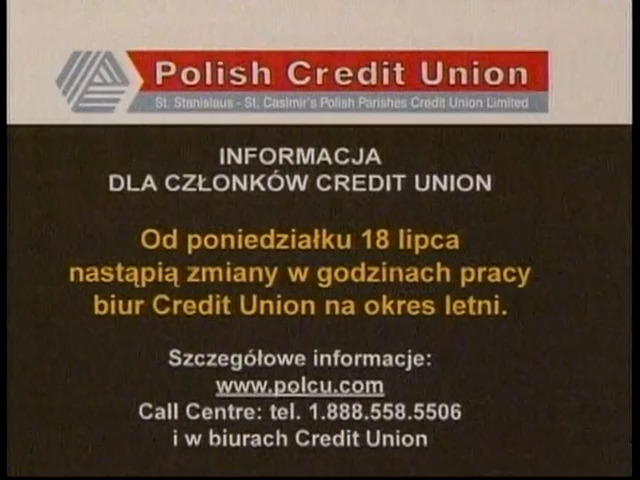 Polish Credit Union
St. Stanislaus - St. Casimir's Polish Parishes Credit Union Limited
INFORMACJA
DLA CZŁONKÓW CREDIT UNION
Od poniedziałku 18 lipca
nastąpią zmiany w godzinach pracy
biur Credit Union na okres letni.
Szczegółowe informacje:
www.polcu.com
Call Centre: tel. 1.888.558.5506
i w biurach Credit Union